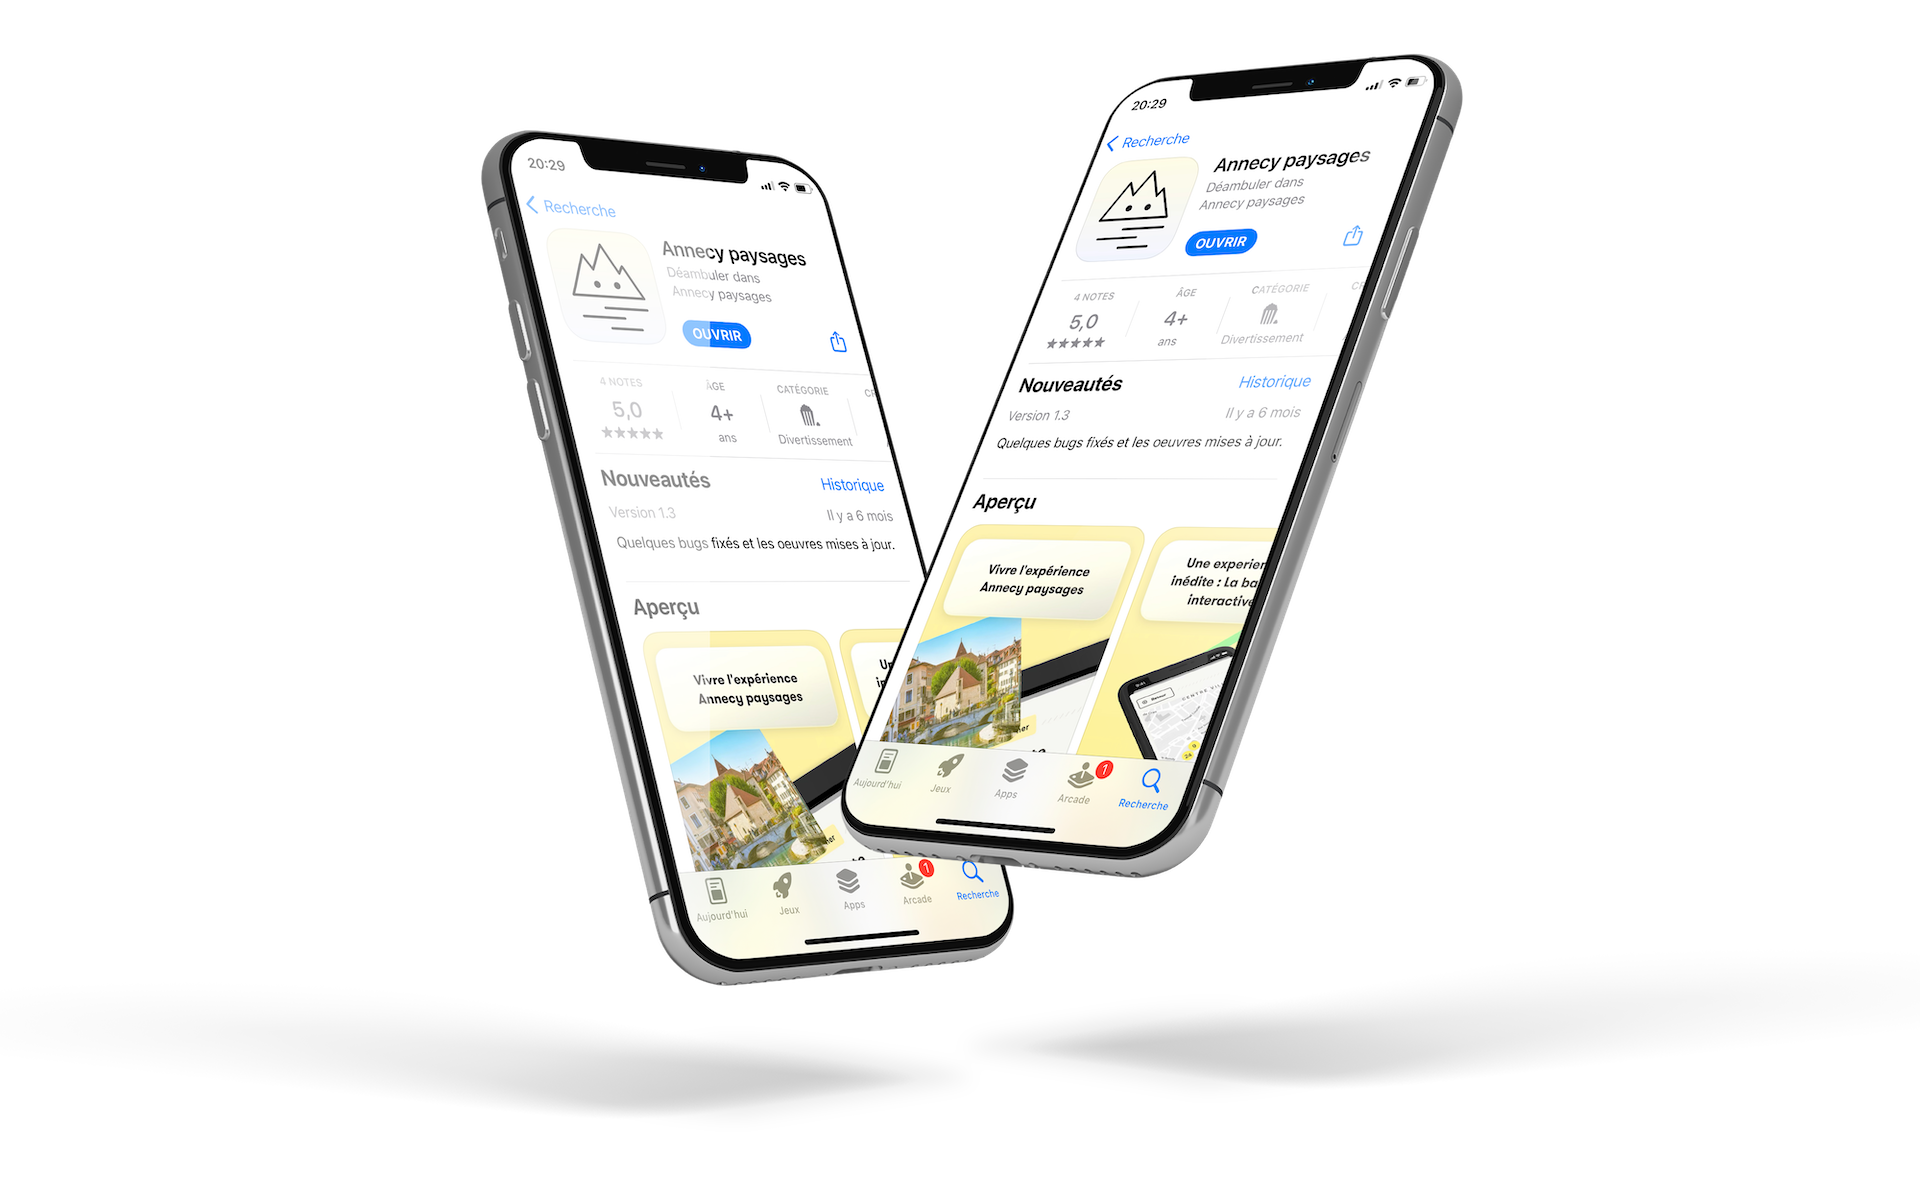 20:29
Recherche
Annecy paysages
Déambuler dans
Annecy paysages
OUVRIR
4 NOTES
ÂGE
CATÉGORIE
5,0
4+
ans
Divertissement
Nouveautés
Historique
Version 1.3
Il y a 6 mois
Quelques bugs fixés et les oeuvres mises à jour.
Aperçu
Vivre l'expérience
Annecy paysages
Aujourd'hui
Jeux
Apps
Arcade
1
Recherche
20:29
Recherche
Annecy paysages
Déambuler dans
Annecy paysages
OUVRIR
4 NOTES
ÂGE
CATÉGORIE
5,0
4+
ans
Divertissement
Nouveautés
Historique
Version 1.3
Il y a 6 mois
Quelques bugs fixés et les oeuvres mises à jour.
Aperçu
Vivre l'expérience
Annecy paysages
Une experien
inédite : La ba
interactive
Retour
CENTRE VIL
Aujourd'hui
Jeux
Apps
Arcade
1
Recherche